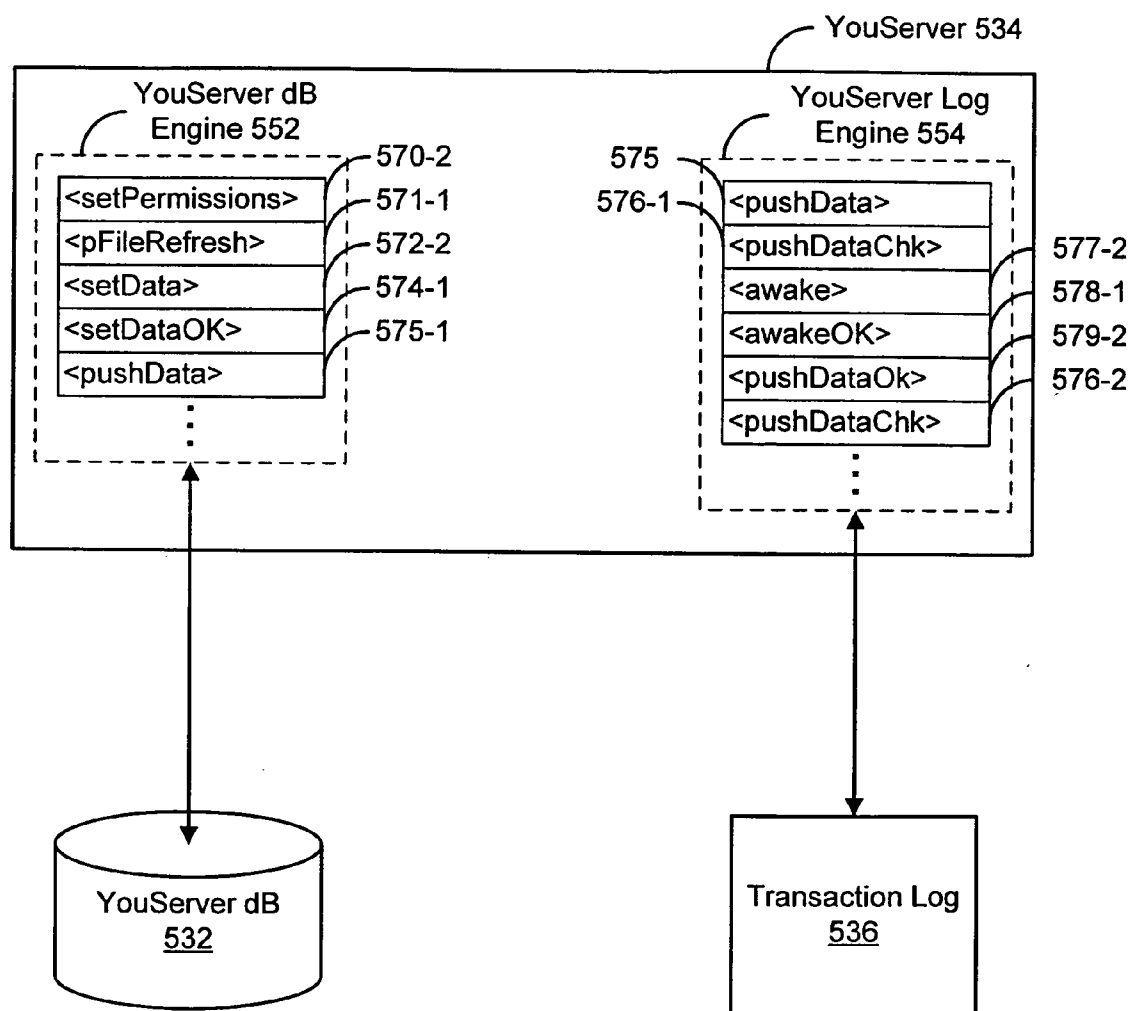 YouServer 534
YouServer dB
Engine 552
YouServer Log
Engine 554
<setPermissions>
<pFileRefresh>
<setData>
<setDataOK>
<pushData>
570-2
571-1
572-2
574-1
575-1
575
576-1
<pushData>
<pushDataChk>
<awake>
<awakeOK>
<pushDataOk>
<pushDataChk>
577-2
578-1
579-2
576-2
YouServer dB
532
Transaction Log
536